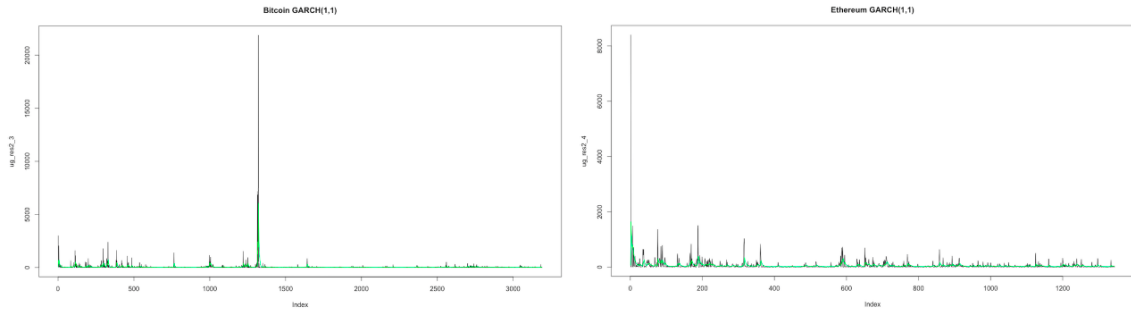 Bitcoin GARCH(1,1)
ug_res2_3
20000
15000
10000
5000
0
0 500 1000 1500 2000 2500 3000
Index
Ethereum GARCH(1,1)
ug_res2_4
8000
6000
4000
2000
0
0 200 400 600 800 1000 1200
Index